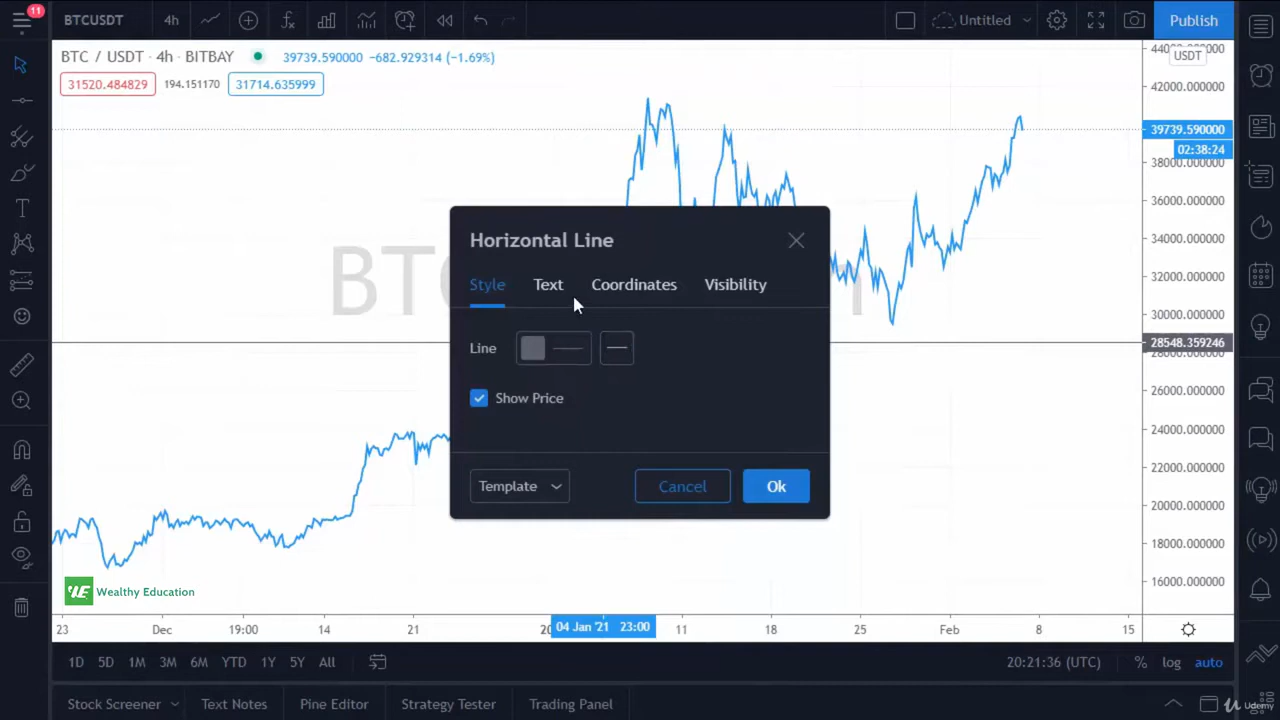 11
BTCUSDT
4h
Untitled
Publish
BTC / USDT · 4h · BITBAY
39739.590000 −682.929314 (−1.69%)
31520.484829
194.151170
31714.635999
USDT
42000.000000
39739.590000
02:38:24
38000.000000
36000.000000
34000.000000
32000.000000
30000.000000
28548.359246
28000.000000
26000.000000
24000.000000
22000.000000
20000.000000
18000.000000
16000.000000
BTC
Horizontal Line
Style Text Coordinates Visibility
Line
Show Price
Template
Cancel
Ok
Wealthy Education
23 Dec 19:00 14 21 04 Jan '21 23:00 11 18 25 Feb 8 15
1D 5D 1M 3M 6M YTD 1Y 5Y All
20:21:36 (UTC)
% log auto
Stock Screener Text Notes Pine Editor Strategy Tester Trading Panel
Udemy